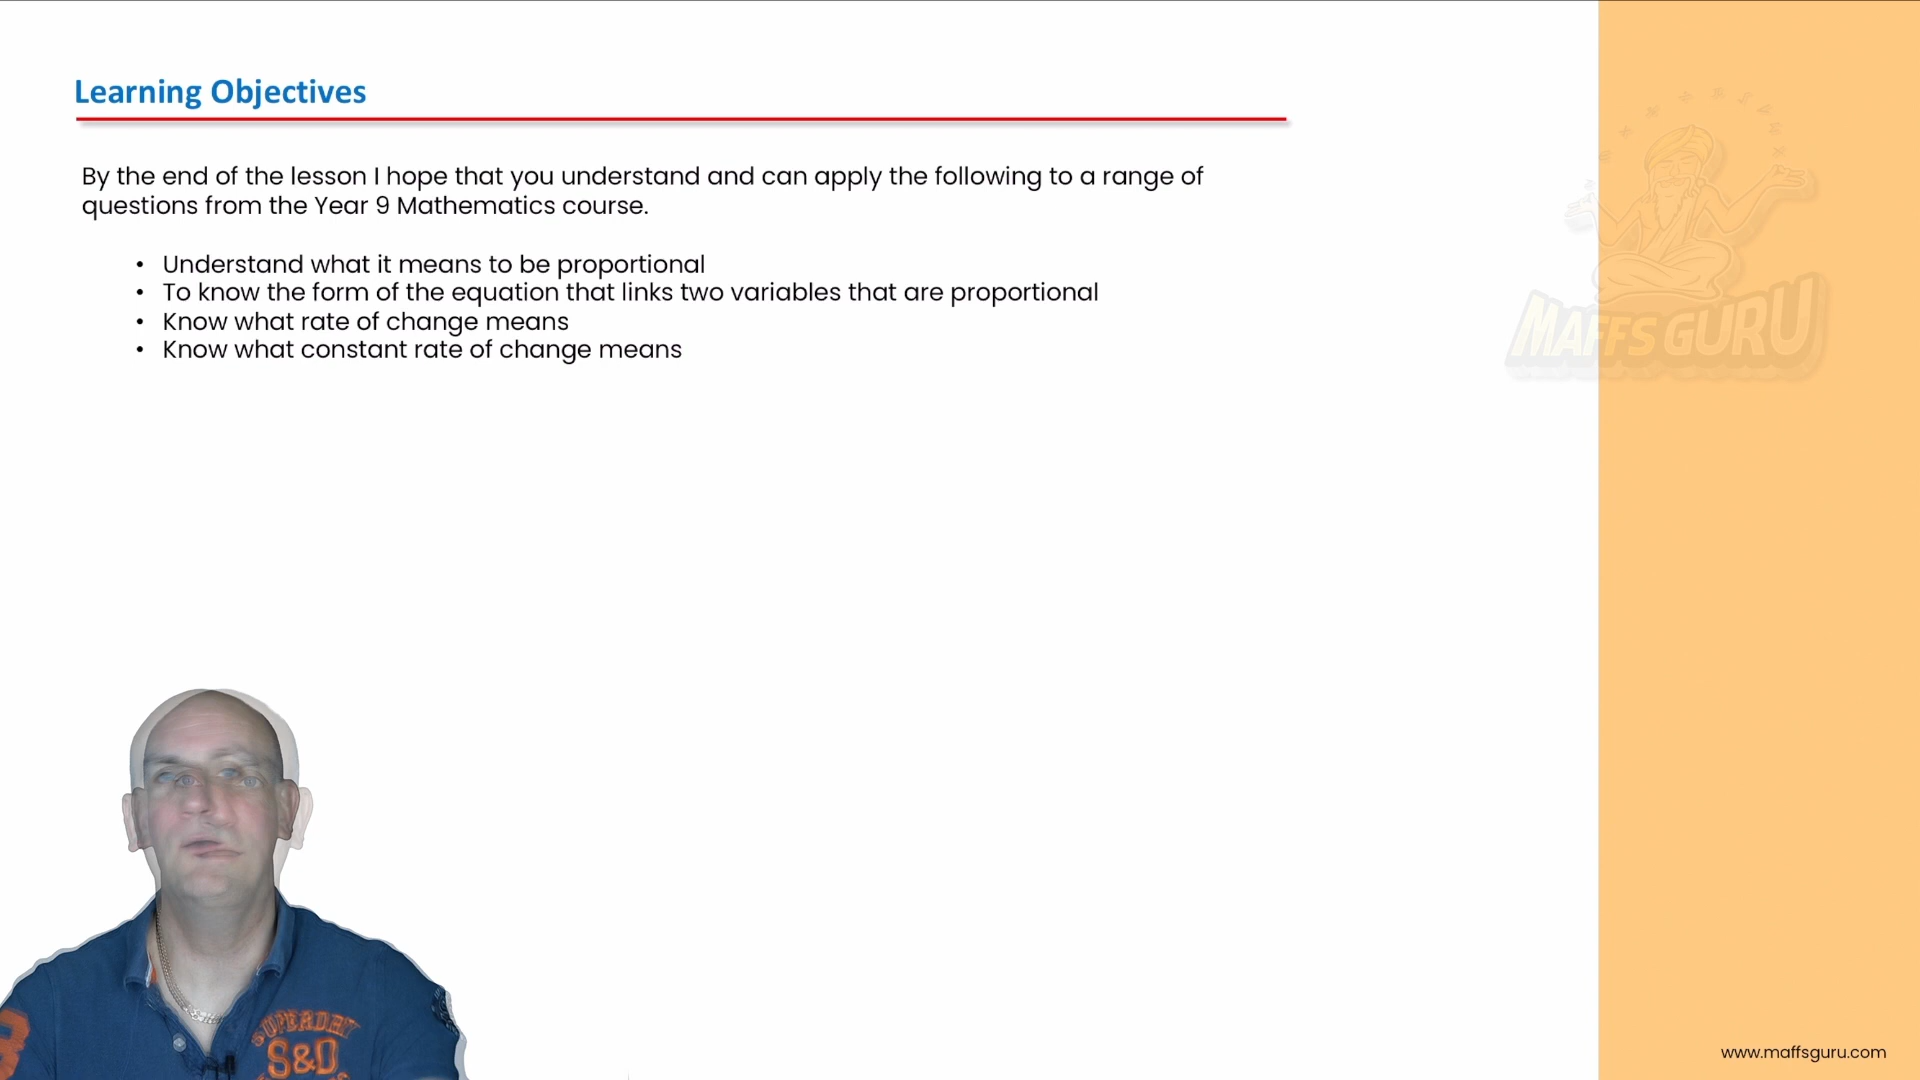 Learning Objectives
By the end of the lesson I hope that you understand and can apply the following to a range of
questions from the Year 9 Mathematics course.
• Understand what it means to be proportional
• To know the form of the equation that links two variables that are proportional
• Know what rate of change means
• Know what constant rate of change means
MAFFS GURU
SUPERDRY
S&D
www.maffsguru.com